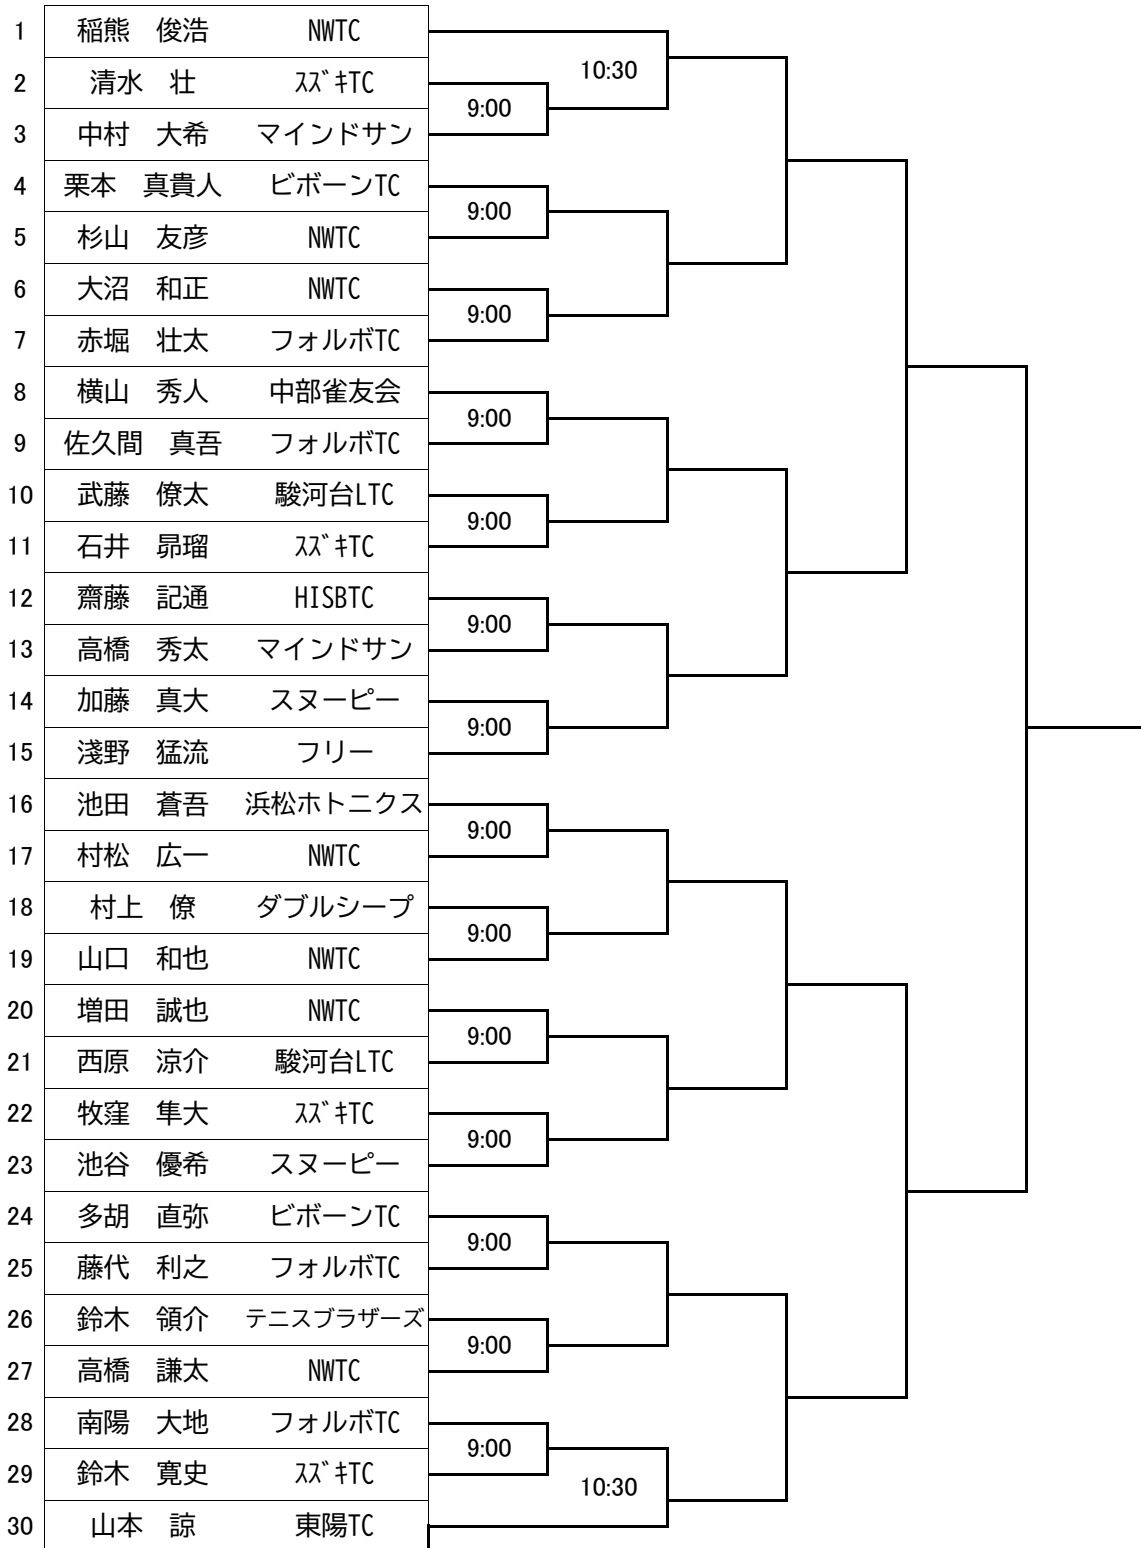 1 稲熊　俊浩 NWTC
10:30
2 清水　壮 ｽｽﾞｷTC
9:00
3 中村　大希 マインドサン
4 栗本　真貴人 ビボーンTC
9:00
5 杉山　友彦 NWTC
6 大沼　和正 NWTC
9:00
7 赤堀　壮太 フォルボTC
8 横山　秀人 中部雀友会
9:00
9 佐久間　真吾 フォルボTC
10 武藤　僚太 駿河台LTC
9:00
11 石井　昴瑠 ｽｽﾞｷTC
12 齋藤　記通 HISBTC
9:00
13 高橋　秀太 マインドサン
14 加藤　真大 スヌーピー
9:00
15 淺野　猛流 フリー
16 池田　蒼吾 浜松ホトニクス
9:00
17 村松　広一 NWTC
18 村上　僚 ダブルシープ
9:00
19 山口　和也 NWTC
20 増田　誠也 NWTC
9:00
21 西原　涼介 駿河台LTC
22 牧窪　隼大 ｽｽﾞｷTC
9:00
23 池谷　優希 スヌーピー
24 多胡　直弥 ビボーンTC
9:00
25 藤代　利之 フォルボTC
26 鈴木　領介 テニスブラザーズ
9:00
27 高橋　謙太 NWTC
28 南陽　大地 フォルボTC
9:00
29 鈴木　寛史 ｽｽﾞｷTC
10:30
30 山本　諒 東陽TC